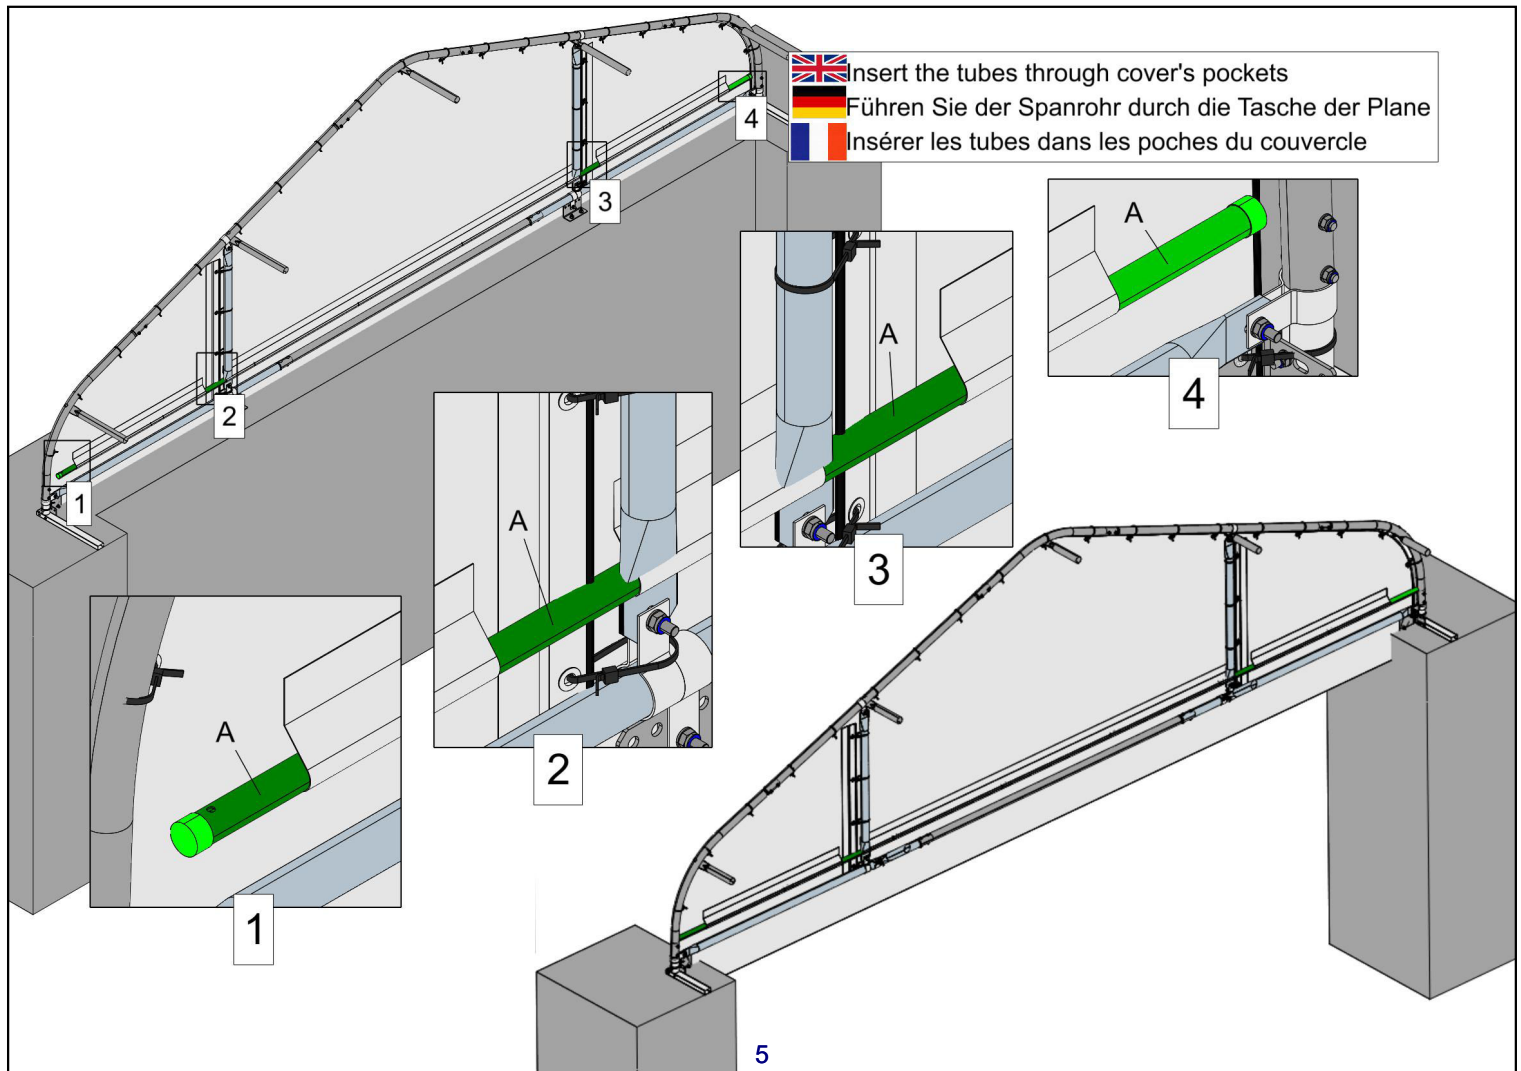 Insert the tubes through cover's pockets
Führen Sie der Spanrohr durch die Tasche der Plane
Insérer les tubes dans les poches du couvercle
4
3
2
1
A
4
A
3
A
2
A
1
5